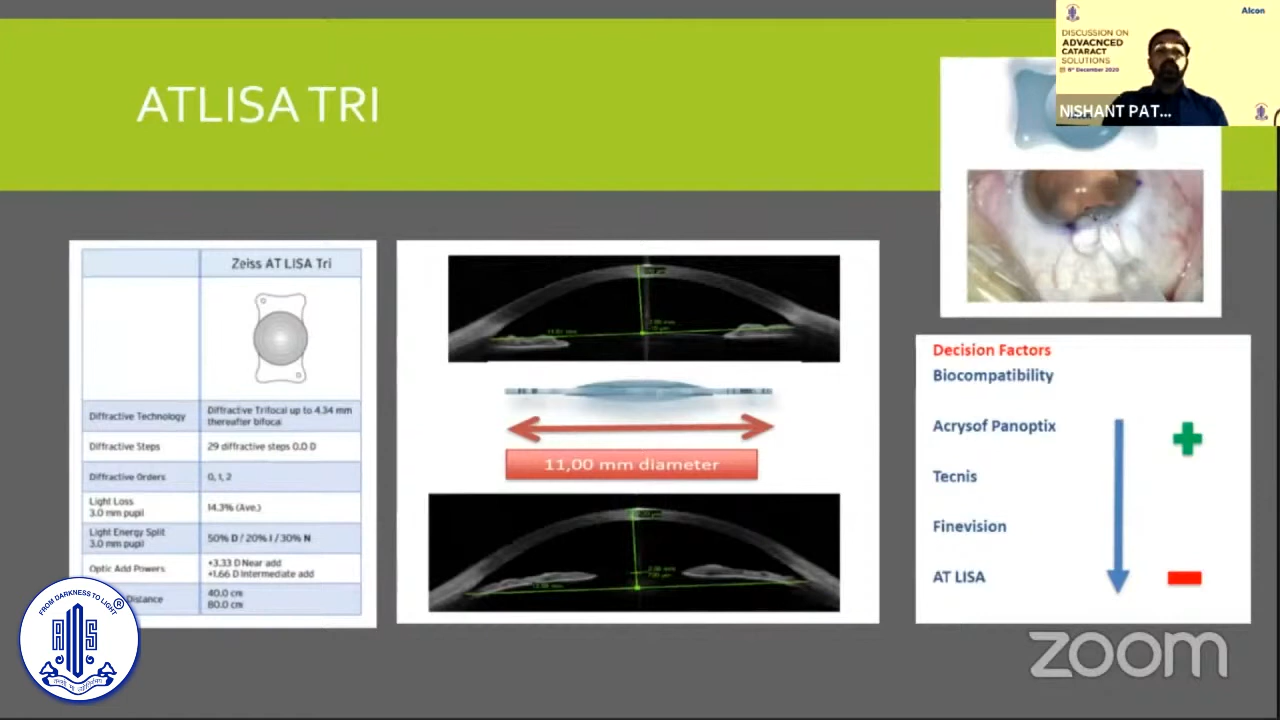 ATLISA TRI
Alcon
DISCUSSION ON
ADVACNCED
CATARACT
SOLUTIONS
6th December 2020
NISHANT PAT...
Zeiss AT LISA Tri
Diffractive Technology
Diffractive Trifocal up to 4.34 mm
thereafter bifocal
Diffractive Steps
29 diffractive steps 0.0 D
Diffractive Orders
0, 1, 2
Light Loss
3.0 mm pupil
14.3% (Ave.)
Light Energy Split
3.0 mm pupil
50% D / 20% I / 30% N
Optic Add Powers
+3.33 D Near add
+1.66 D Intermediate add
Distance
40.0 cm
80.0 cm
11,00 mm diameter
Decision Factors
Biocompatibility
Acrysof Panoptix
Tecnis
Finevision
AT LISA
FROM DARKNESS TO LIGHT
®
zoom